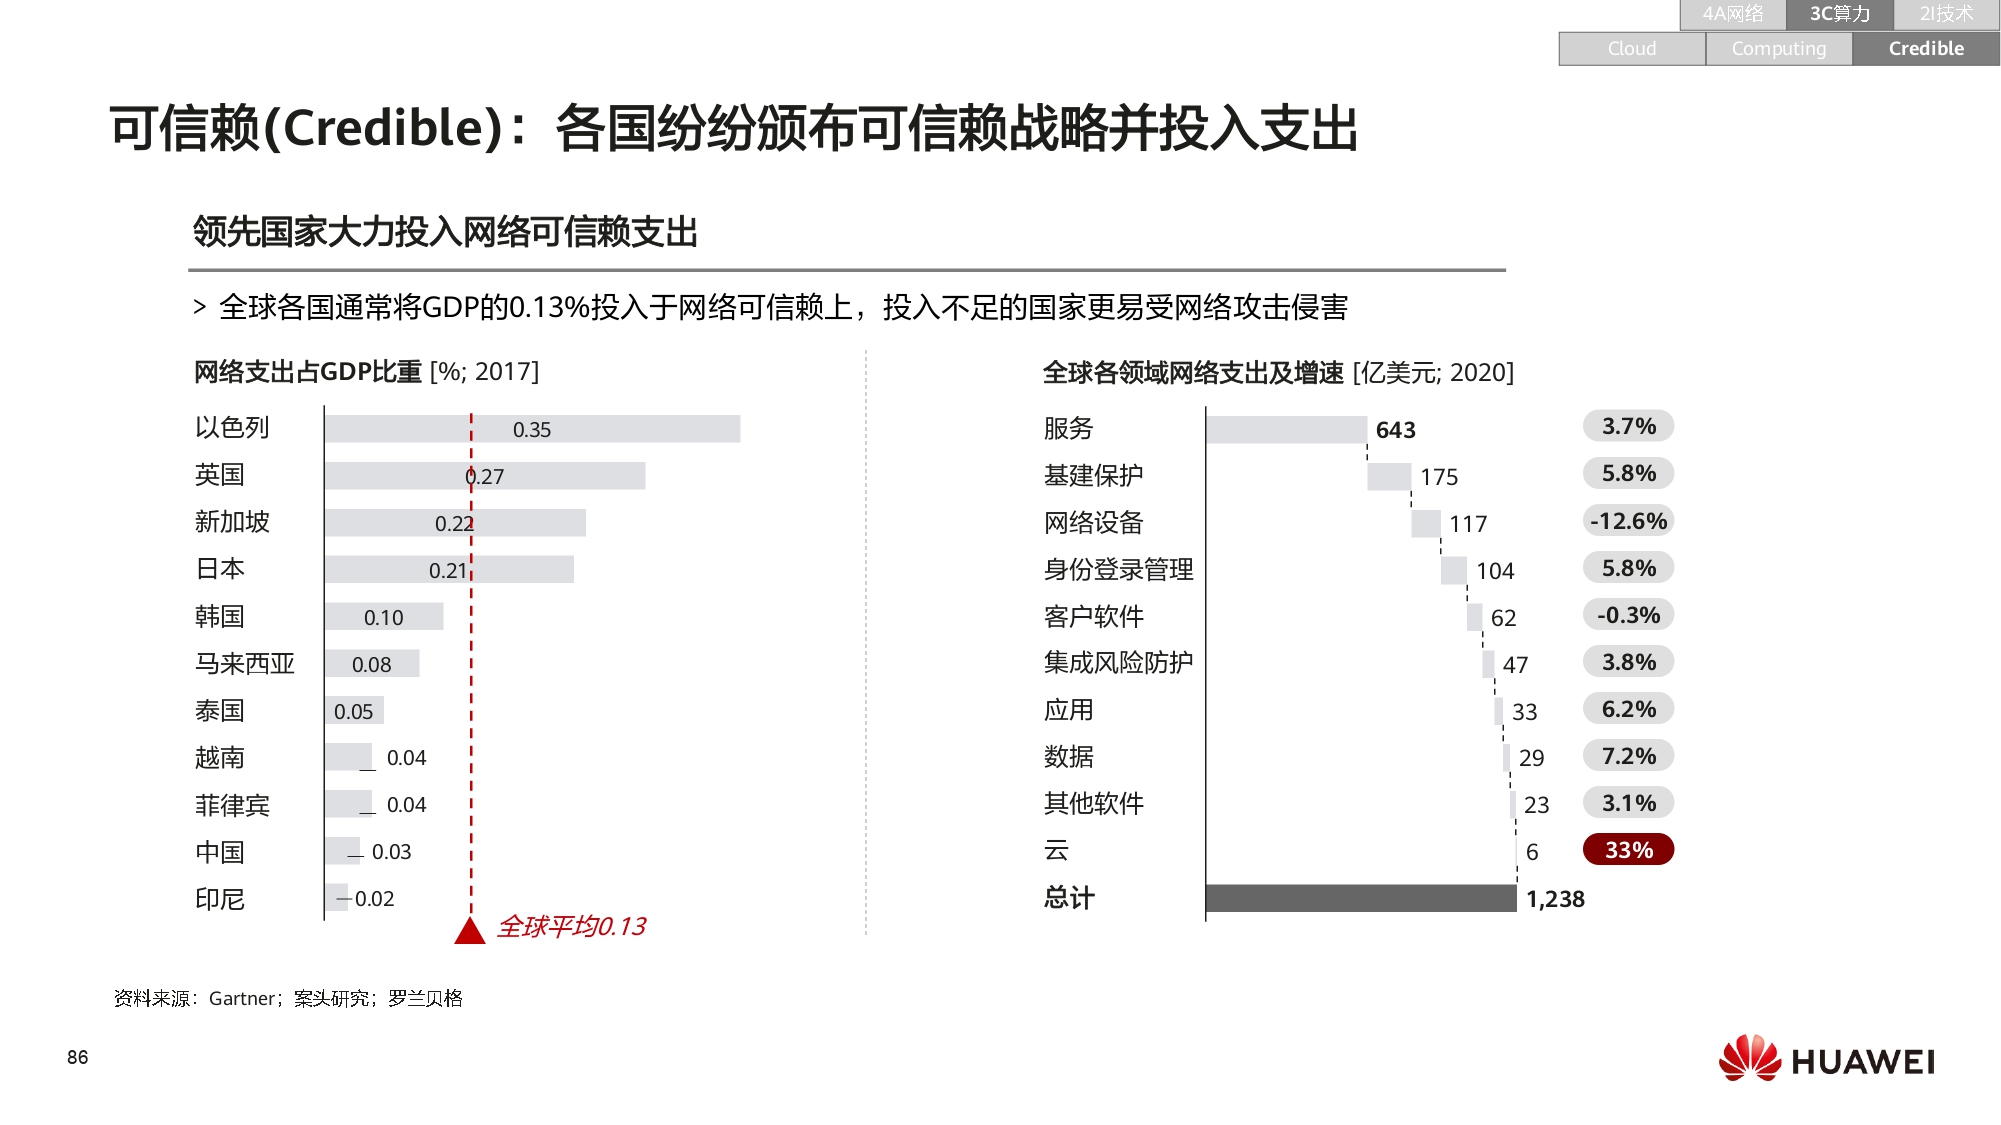 4A网络 3C算力 2I技术
Cloud Computing Credible
可信赖(Credible)：各国纷纷颁布可信赖战略并投入支出
领先国家大力投入网络可信赖支出
> 全球各国通常将GDP的0.13%投入于网络可信赖上，投入不足的国家更易受网络攻击侵害
网络支出占GDP比重 [%; 2017]
以色列 0.35
英国 0.27
新加坡 0.22
日本 0.21
韩国 0.10
马来西亚 0.08
泰国 0.05
越南 0.04
菲律宾 0.04
中国 0.03
印尼 0.02
全球平均0.13
全球各领域网络支出及增速 [亿美元; 2020]
服务 643 3.7%
基建保护 175 5.8%
网络设备 117 -12.6%
身份登录管理 104 5.8%
客户软件 62 -0.3%
集成风险防护 47 3.8%
应用 33 6.2%
数据 29 7.2%
其他软件 23 3.1%
云 6 33%
总计 1,238
资料来源：Gartner；案头研究；罗兰贝格
86
HUAWEI